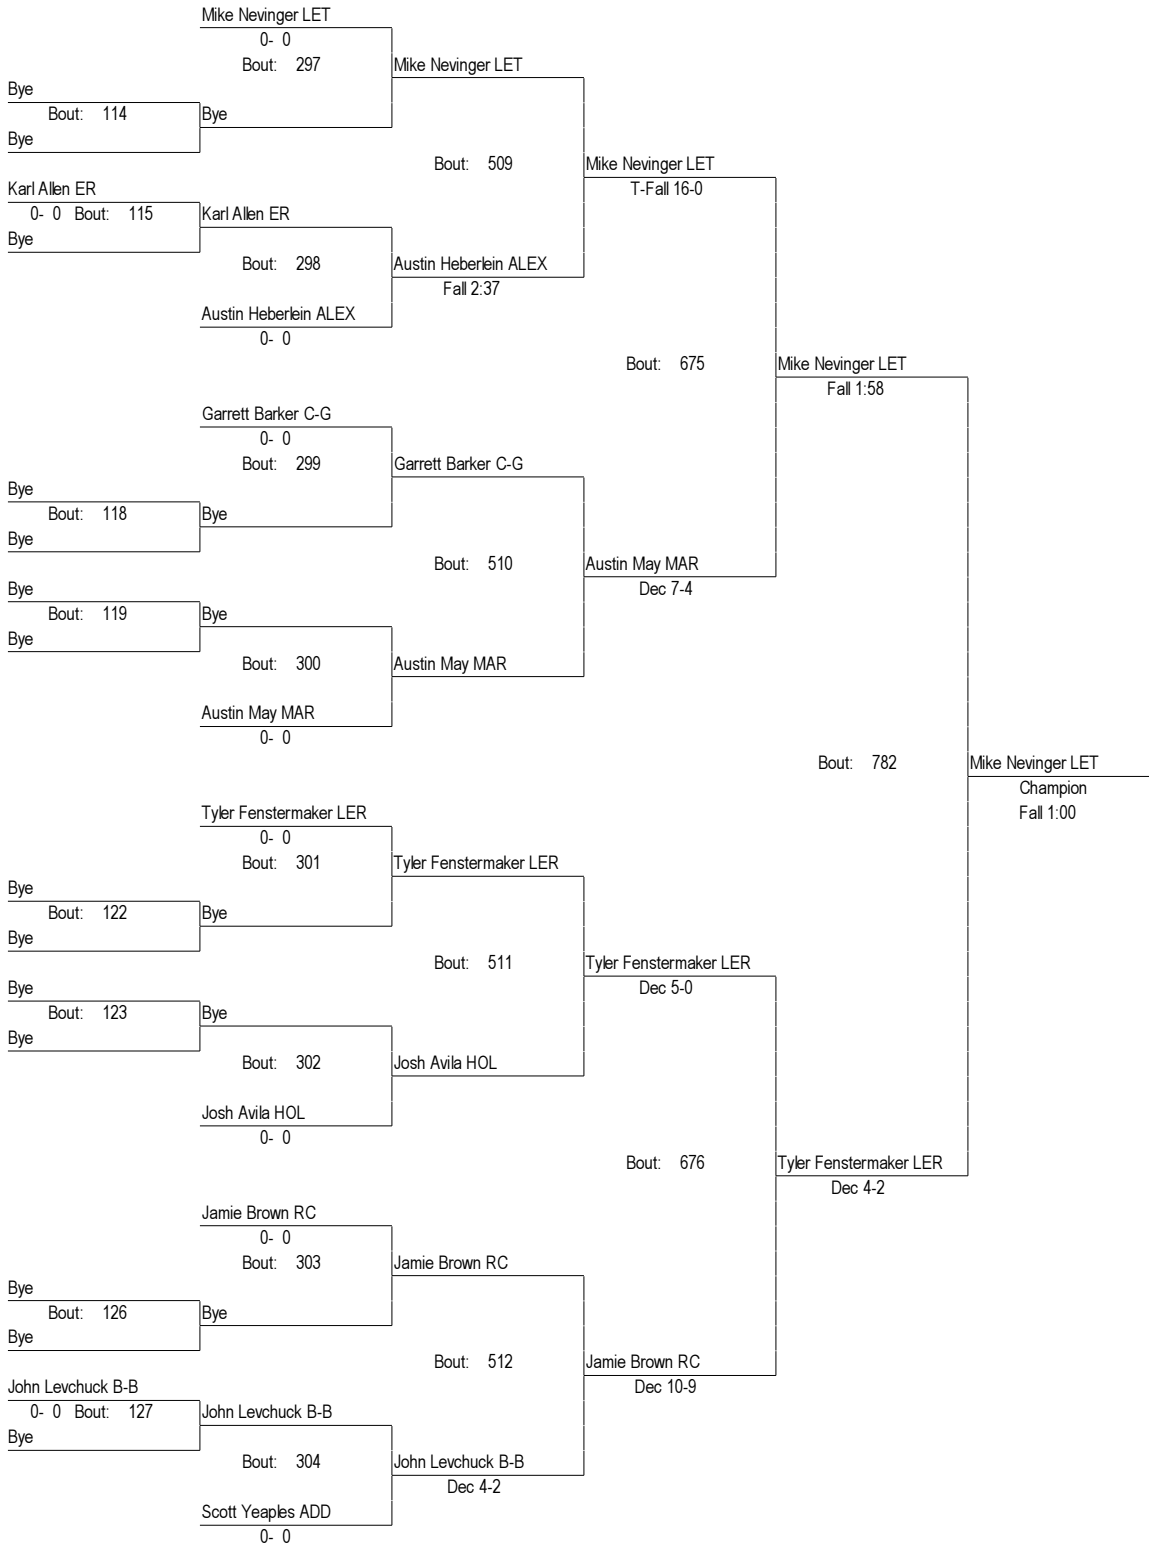 Mike Nevinger LET
0- 0
Bout: 297
Mike Nevinger LET
Bye
Bout: 114
Bye
Bye
Bout: 509
Mike Nevinger LET
T-Fall 16-0
Karl Allen ER
0- 0 Bout: 115
Karl Allen ER
Bye
Bout: 298
Austin Heberlein ALEX
Fall 2:37
Austin Heberlein ALEX
0- 0
Bout: 675
Mike Nevinger LET
Fall 1:58
Garrett Barker C-G
0- 0
Bout: 299
Garrett Barker C-G
Bye
Bout: 118
Bye
Bye
Bout: 510
Austin May MAR
Dec 7-4
Bye
Bout: 119
Bye
Bye
Bout: 300
Austin May MAR
Austin May MAR
0- 0
Bout: 782
Mike Nevinger LET
Champion
Fall 1:00
Tyler Fenstermaker LER
0- 0
Bout: 301
Tyler Fenstermaker LER
Bye
Bout: 122
Bye
Bye
Bout: 511
Tyler Fenstermaker LER
Dec 5-0
Bye
Bout: 123
Bye
Bye
Bout: 302
Josh Avila HOL
Josh Avila HOL
0- 0
Bout: 676
Tyler Fenstermaker LER
Dec 4-2
Jamie Brown RC
0- 0
Bout: 303
Jamie Brown RC
Bye
Bout: 126
Bye
Bye
Bout: 512
Jamie Brown RC
Dec 10-9
John Levchuck B-B
0- 0 Bout: 127
John Levchuck B-B
Bye
Bout: 304
John Levchuck B-B
Dec 4-2
Scott Yeaples ADD
0- 0